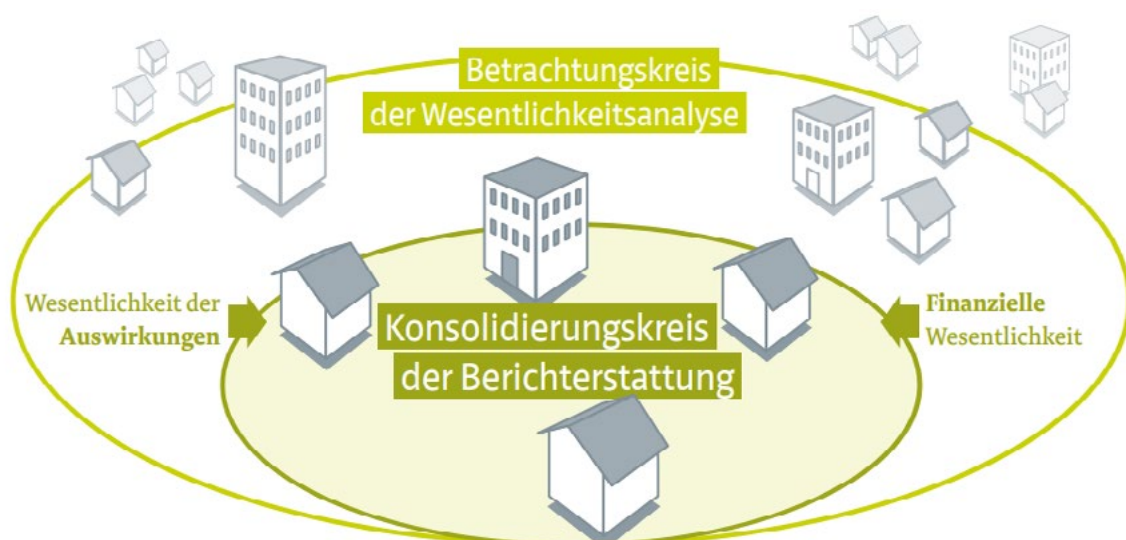 Betrachtungskreis
der Wesentlichkeitsanalyse
Wesentlichkeit der
Auswirkungen
Konsolidierungskreis
der Berichterstattung
Finanzielle
Wesentlichkeit